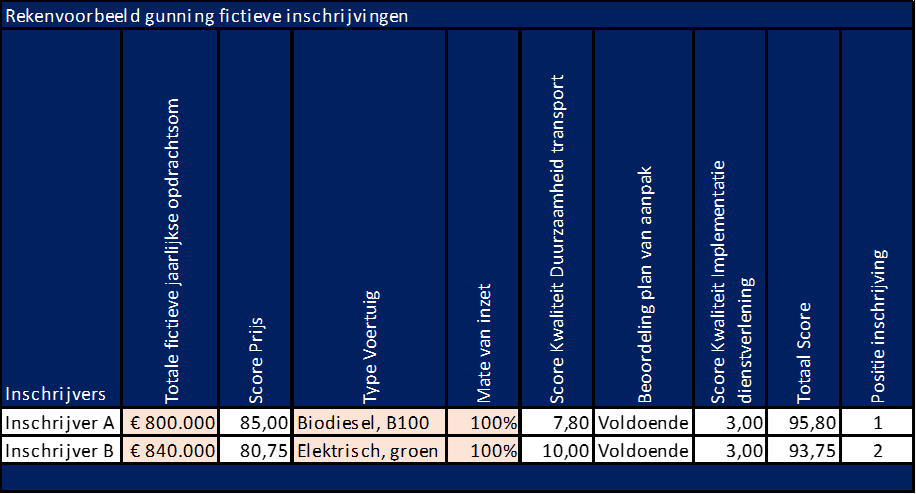 Rekenvoorbeeld gunning fictieve inschrijvingen
Inschrijvers
Totale fictieve jaarlijkse opdrachtsom
Score Prijs
Type Voertuig
Mate van inzet
Score Kwaliteit Duurzaamheid transport
Beoordeling plan van aanpak
Score Kwaliteit Implementatie
dienstverlening
Totaal Score
Positie inschrijving
Inschrijver A € 800.000 85,00 Biodiesel, B100 100% 7,80 Voldoende 3,00 95,80 1
Inschrijver B € 840.000 80,75 Elektrisch, groen 100% 10,00 Voldoende 3,00 93,75 2